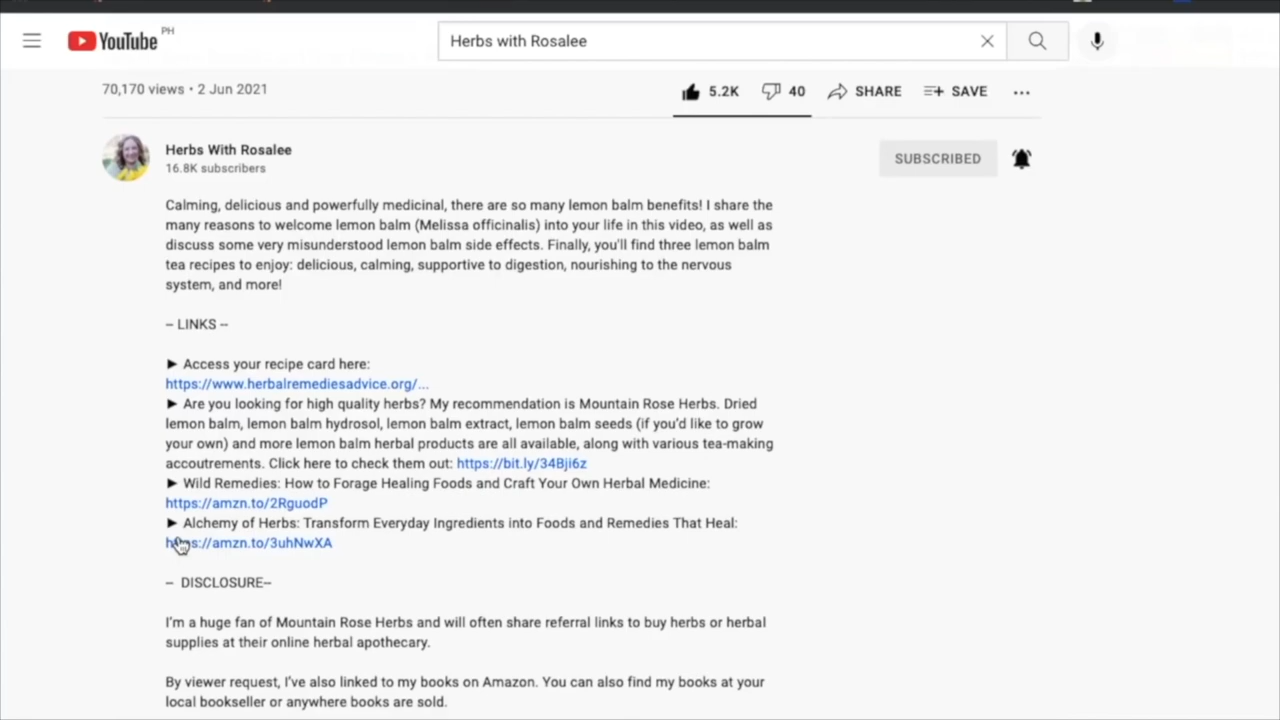 YouTube PH
Herbs with Rosalee
70,170 views • 2 Jun 2021
5.2K 40 SHARE SAVE ...
Herbs With Rosalee
16.8K subscribers
SUBSCRIBED
Calming, delicious and powerfully medicinal, there are so many lemon balm benefits! I share the
many reasons to welcome lemon balm (Melissa officinalis) into your life in this video, as well as
discuss some very misunderstood lemon balm side effects. Finally, you'll find three lemon balm
tea recipes to enjoy: delicious, calming, supportive to digestion, nourishing to the nervous
system, and more!
– LINKS –
► Access your recipe card here:
https://www.herbalremediesadvice.org/...
► Are you looking for high quality herbs? My recommendation is Mountain Rose Herbs. Dried
lemon balm, lemon balm hydrosol, lemon balm extract, lemon balm seeds (if you'd like to grow
your own) and more lemon balm herbal products are all available, along with various tea-making
accoutrements. Click here to check them out: https://bit.ly/34Bji6z
► Wild Remedies: How to Forage Healing Foods and Craft Your Own Herbal Medicine:
https://amzn.to/2RguodP
► Alchemy of Herbs: Transform Everyday Ingredients into Foods and Remedies That Heal:
https://amzn.to/3uhNwXA
– DISCLOSURE–
I'm a huge fan of Mountain Rose Herbs and will often share referral links to buy herbs or herbal
supplies at their online herbal apothecary.
By viewer request, I've also linked to my books on Amazon. You can also find my books at your
local bookseller or anywhere books are sold.